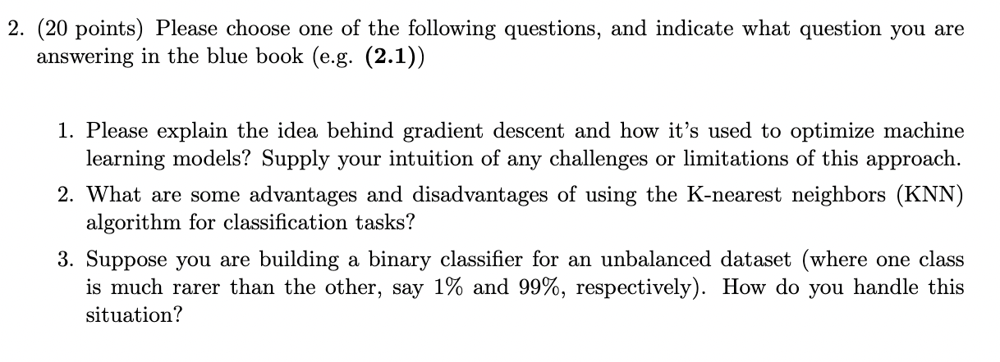 2. (20 points) Please choose one of the following questions, and indicate what question you are
answering in the blue book (e.g. (2.1))
1. Please explain the idea behind gradient descent and how it’s used to optimize machine
learning models? Supply your intuition of any challenges or limitations of this approach.
2. What are some advantages and disadvantages of using the K-nearest neighbors (KNN)
algorithm for classification tasks?
3. Suppose you are building a binary classifier for an unbalanced dataset (where one class
is much rarer than the other, say 1% and 99%, respectively). How do you handle this
situation?